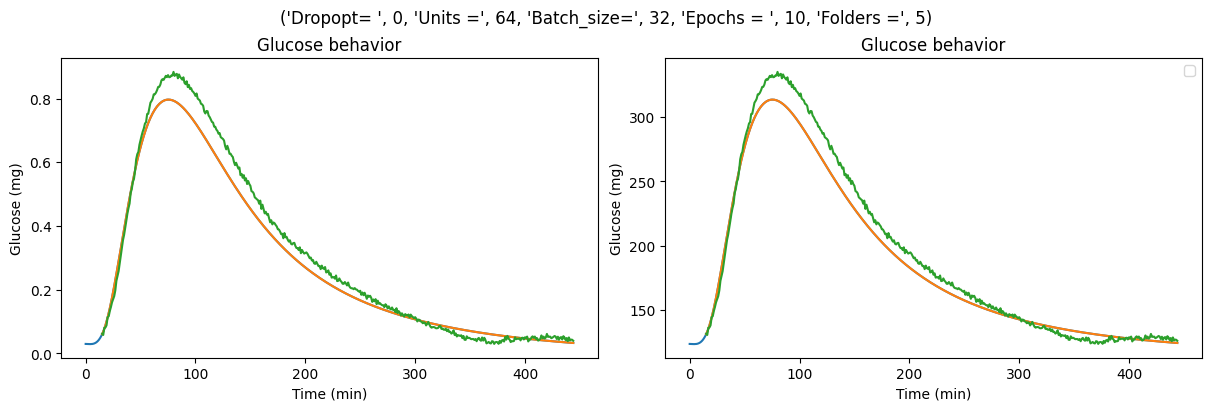 ('Dropopt= ', 0, 'Units =', 64, 'Batch_size=', 32, 'Epochs = ', 10, 'Folders =', 5)
Glucose behavior
Glucose (mg)
0.8
0.6
0.4
0.2
0.0
0 100 200 300 400
Time (min)
Glucose behavior
Glucose (mg)
300
250
200
150
0 100 200 300 400
Time (min)